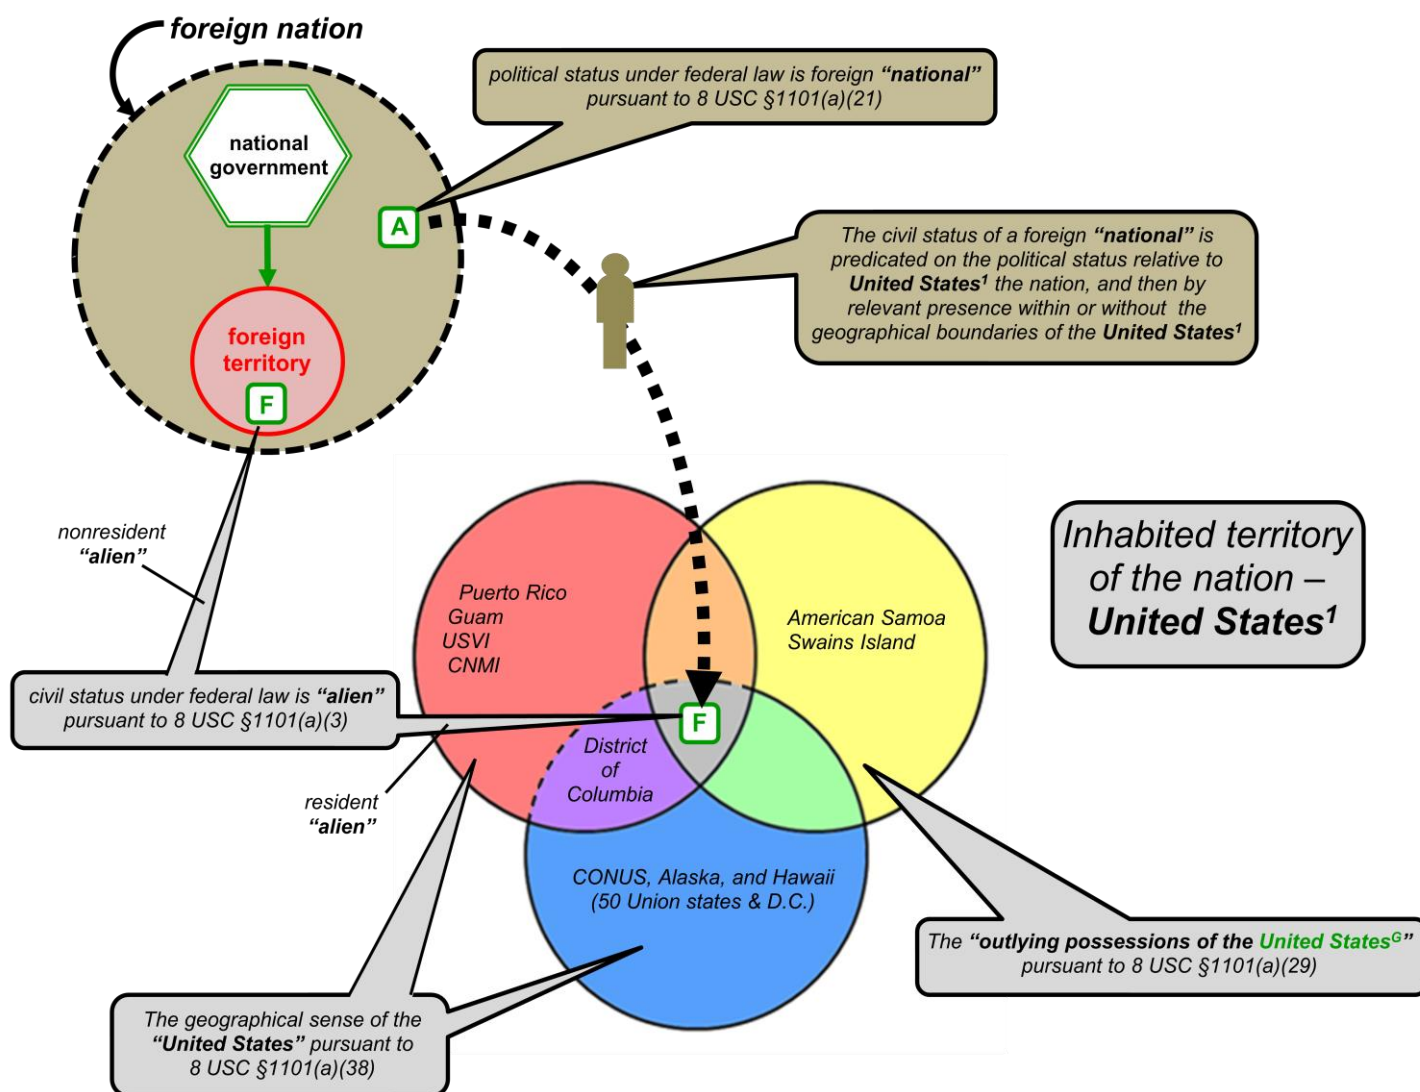 foreign nation
national
government
A
foreign
territory
F
political status under federal law is foreign “national”
pursuant to 8 USC §1101(a)(21)
The civil status of a foreign “national” is
predicated on the political status relative to
United States¹ the nation, and then by
relevant presence within or without the
geographical boundaries of the United States¹
nonresident
“alien”
civil status under federal law is “alien”
pursuant to 8 USC §1101(a)(3)
resident
“alien”
Puerto Rico
Guam
USVI
CNMI
American Samoa
Swains Island
Inhabited territory
of the nation –
United States¹
F
District
of
Columbia
CONUS, Alaska, and Hawaii
(50 Union states & D.C.)
The “outlying possessions of the United Statesᴳ”
pursuant to 8 USC §1101(a)(29)
The geographical sense of the
“United States” pursuant to
8 USC §1101(a)(38)